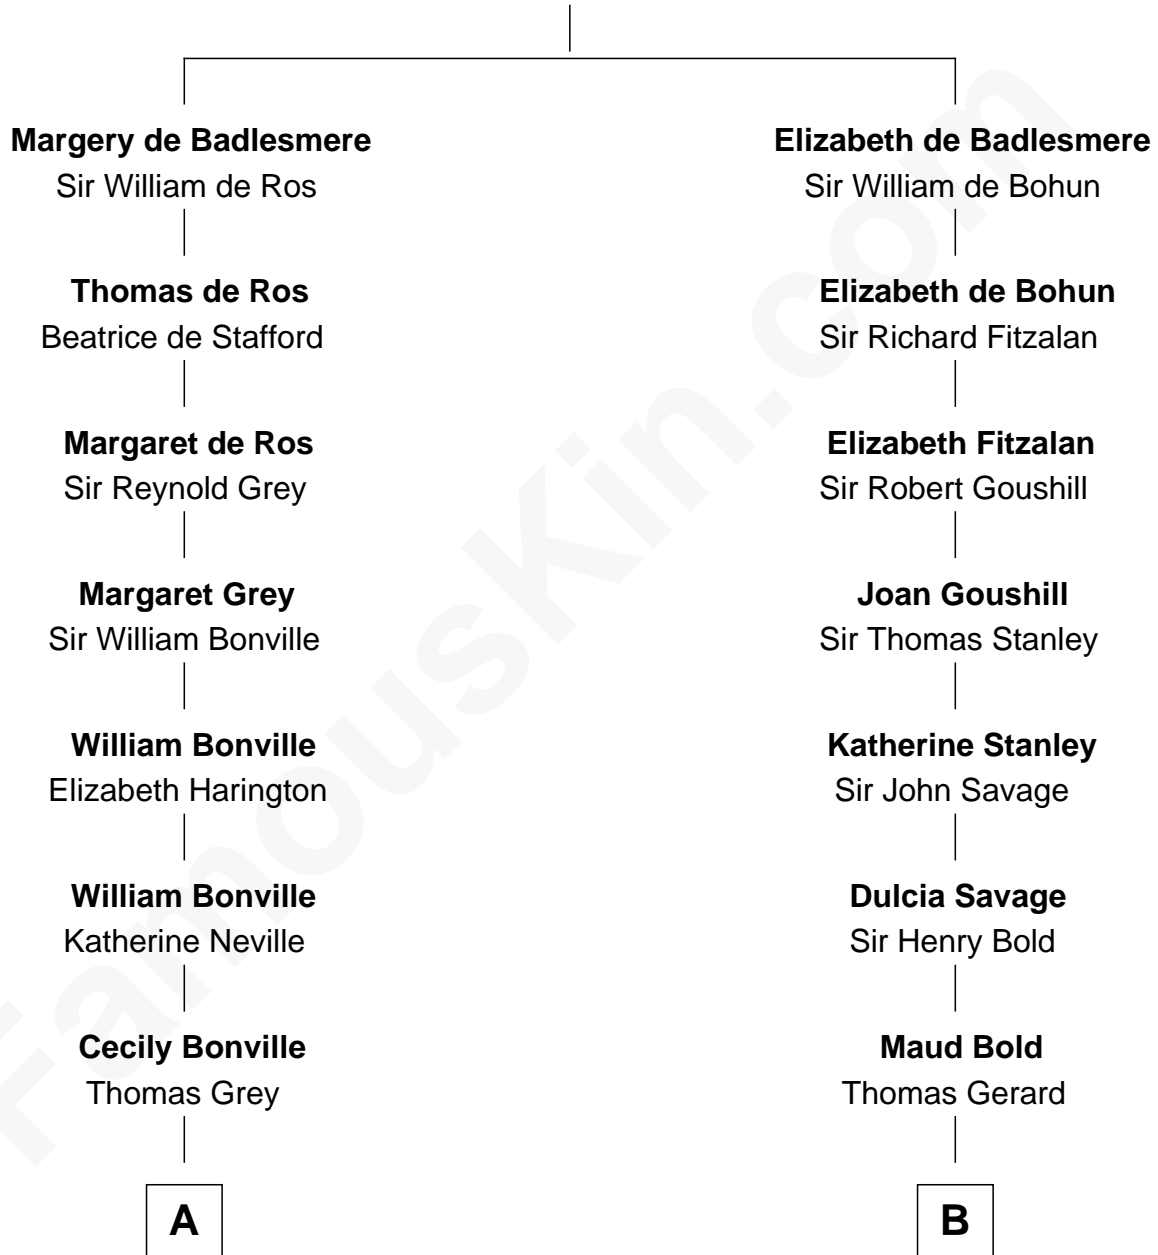 Margery de Badlesmere
Sir William de Ros
Elizabeth de Badlesmere
Sir William de Bohun
Thomas de Ros
Beatrice de Stafford
Elizabeth de Bohun
Sir Richard Fitzalan
Margaret de Ros
Sir Reynold Grey
Elizabeth Fitzalan
Sir Robert Goushill
Margaret Grey
Sir William Bonville
Joan Goushill
Sir Thomas Stanley
William Bonville
Elizabeth Harington
Katherine Stanley
Sir John Savage
William Bonville
Katherine Neville
Dulcia Savage
Sir Henry Bold
Cecily Bonville
Thomas Grey
Maud Bold
Thomas Gerard
A
B
FamousKin.com